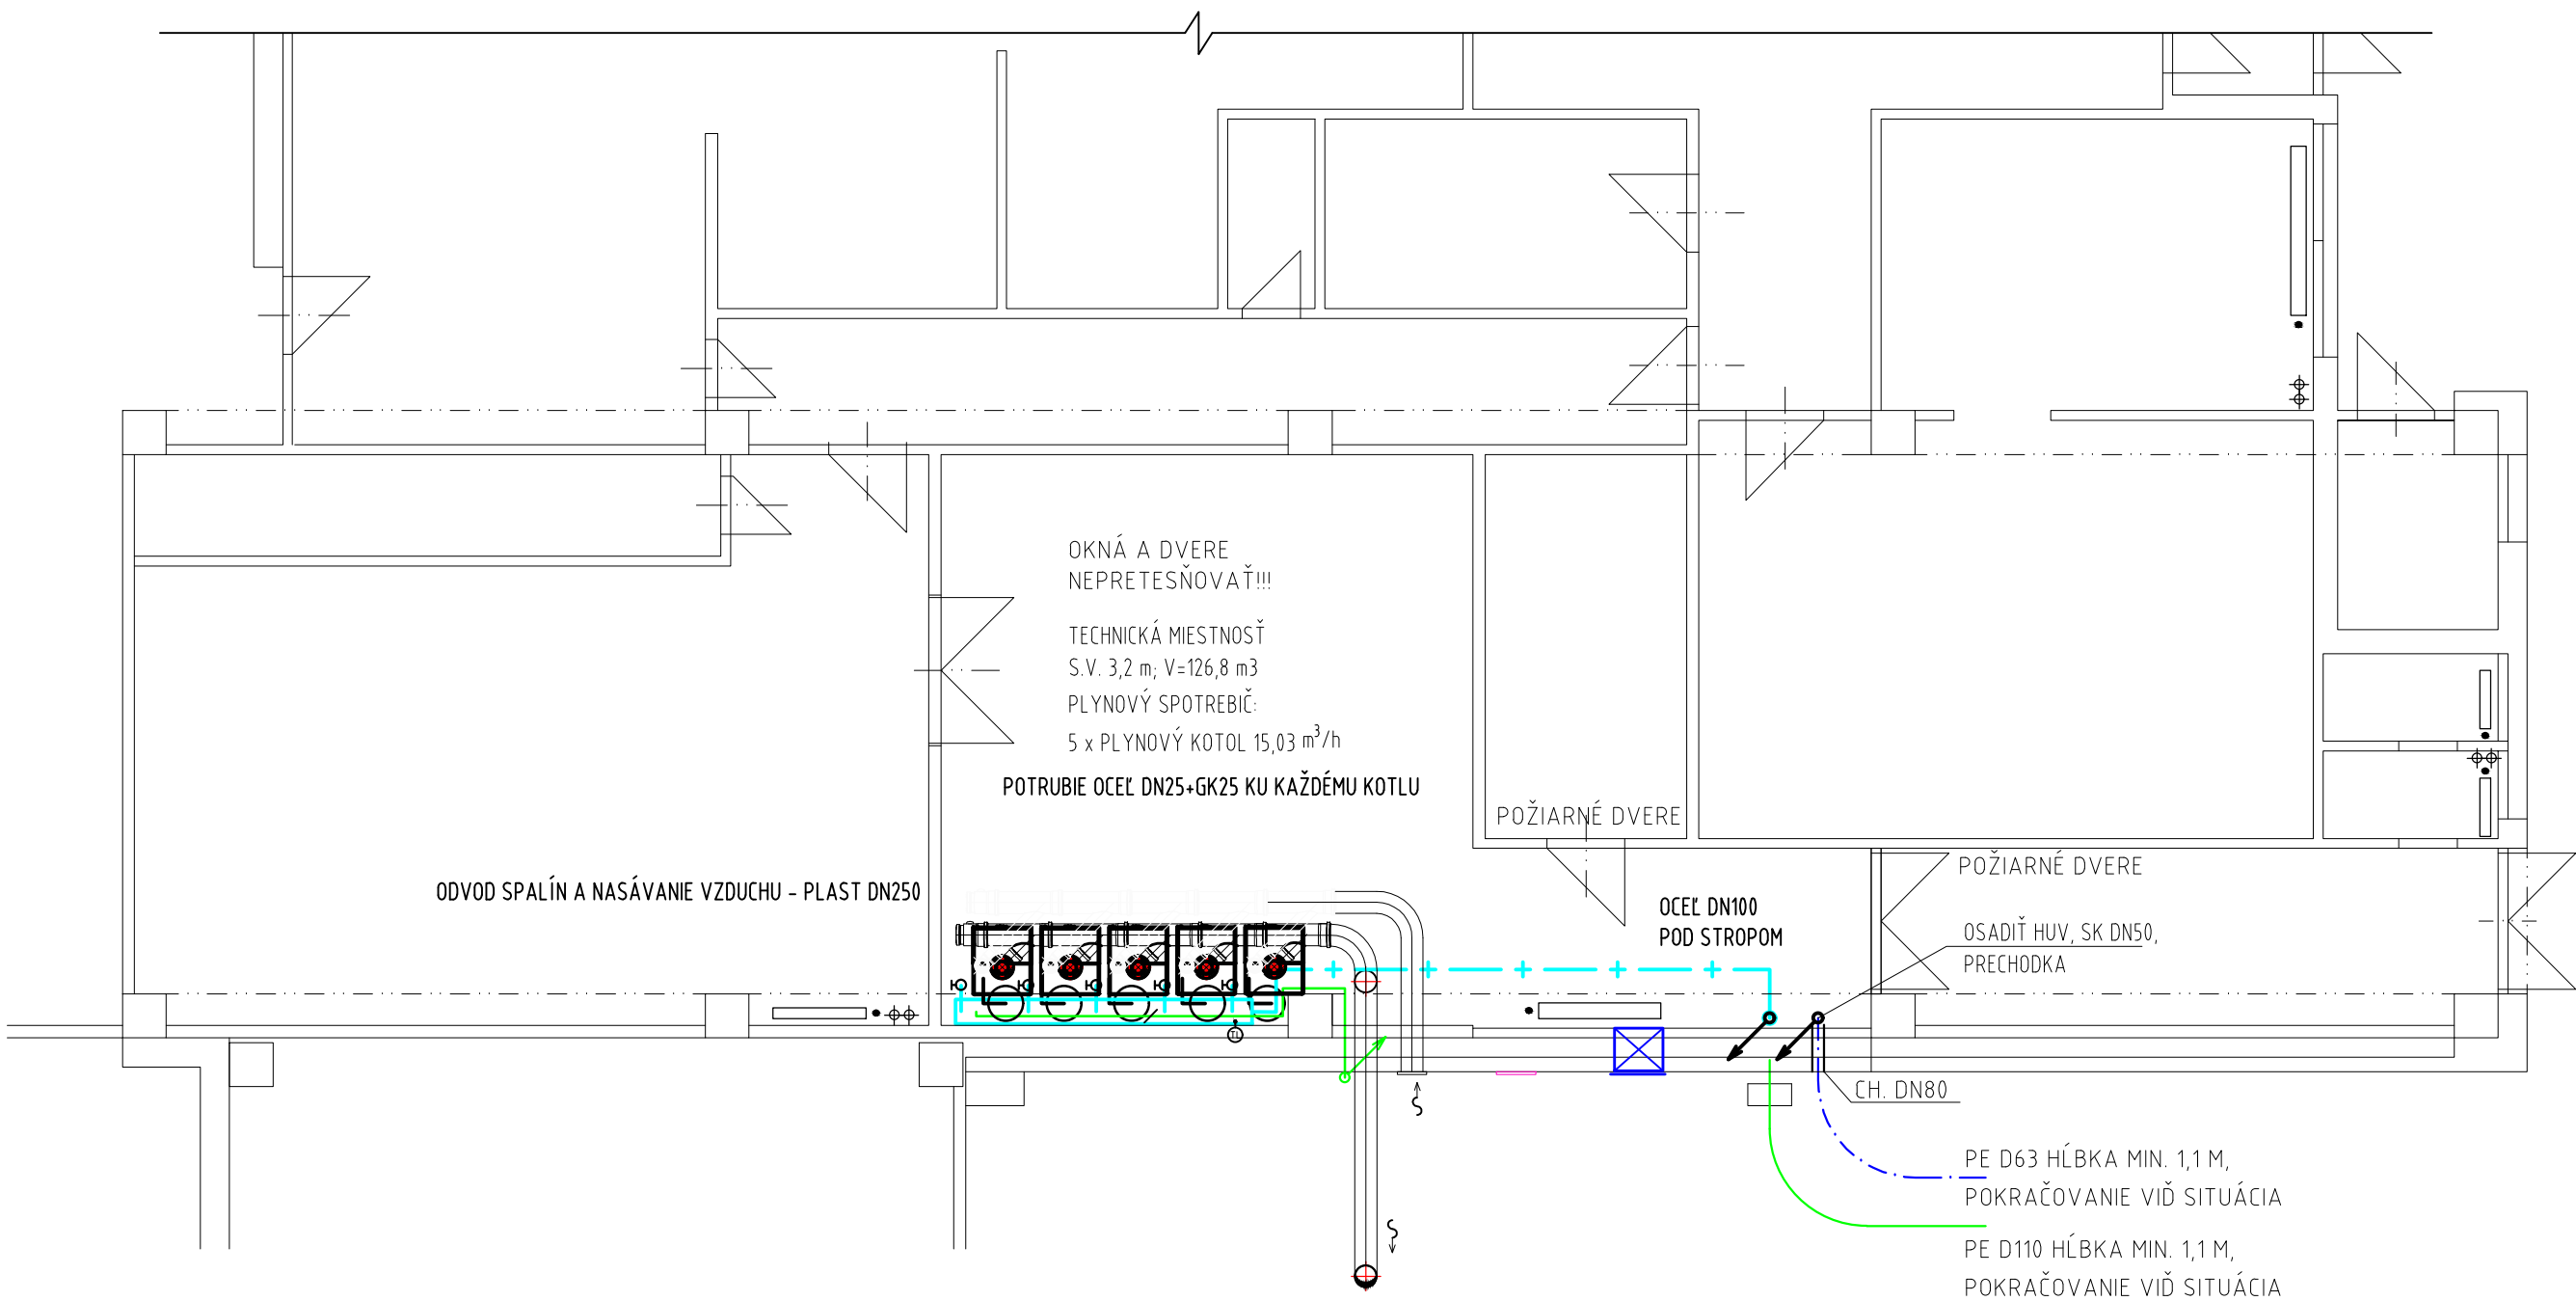 OKNÁ A DVERE
NEPRETESŇOVAŤ!!!
TECHNICKÁ MIESTNOSŤ
S.V. 3,2 m; V=126,8 m3
PLYNOVÝ SPOTREBIČ:
5 x PLYNOVÝ KOTOL 15,03 m³/h
POTRUBIE OCEĽ DN25+GK25 KU KAŽDÉMU KOTLU
POŽIARNÉ DVERE
POŽIARNÉ DVERE
ODVOD SPALÍN A NASÁVANIE VZDUCHU - PLAST DN250
OCEĽ DN100
POD STROPOM
OSADIŤ HUV, SK DN50,
PRECHODKA
CH. DN80
PE D63 HĹBKA MIN. 1,1 M,
POKRAČOVANIE VIĎ SITUÁCIA
PE D110 HĹBKA MIN. 1,1 M,
POKRAČOVANIE VIĎ SITUÁCIA